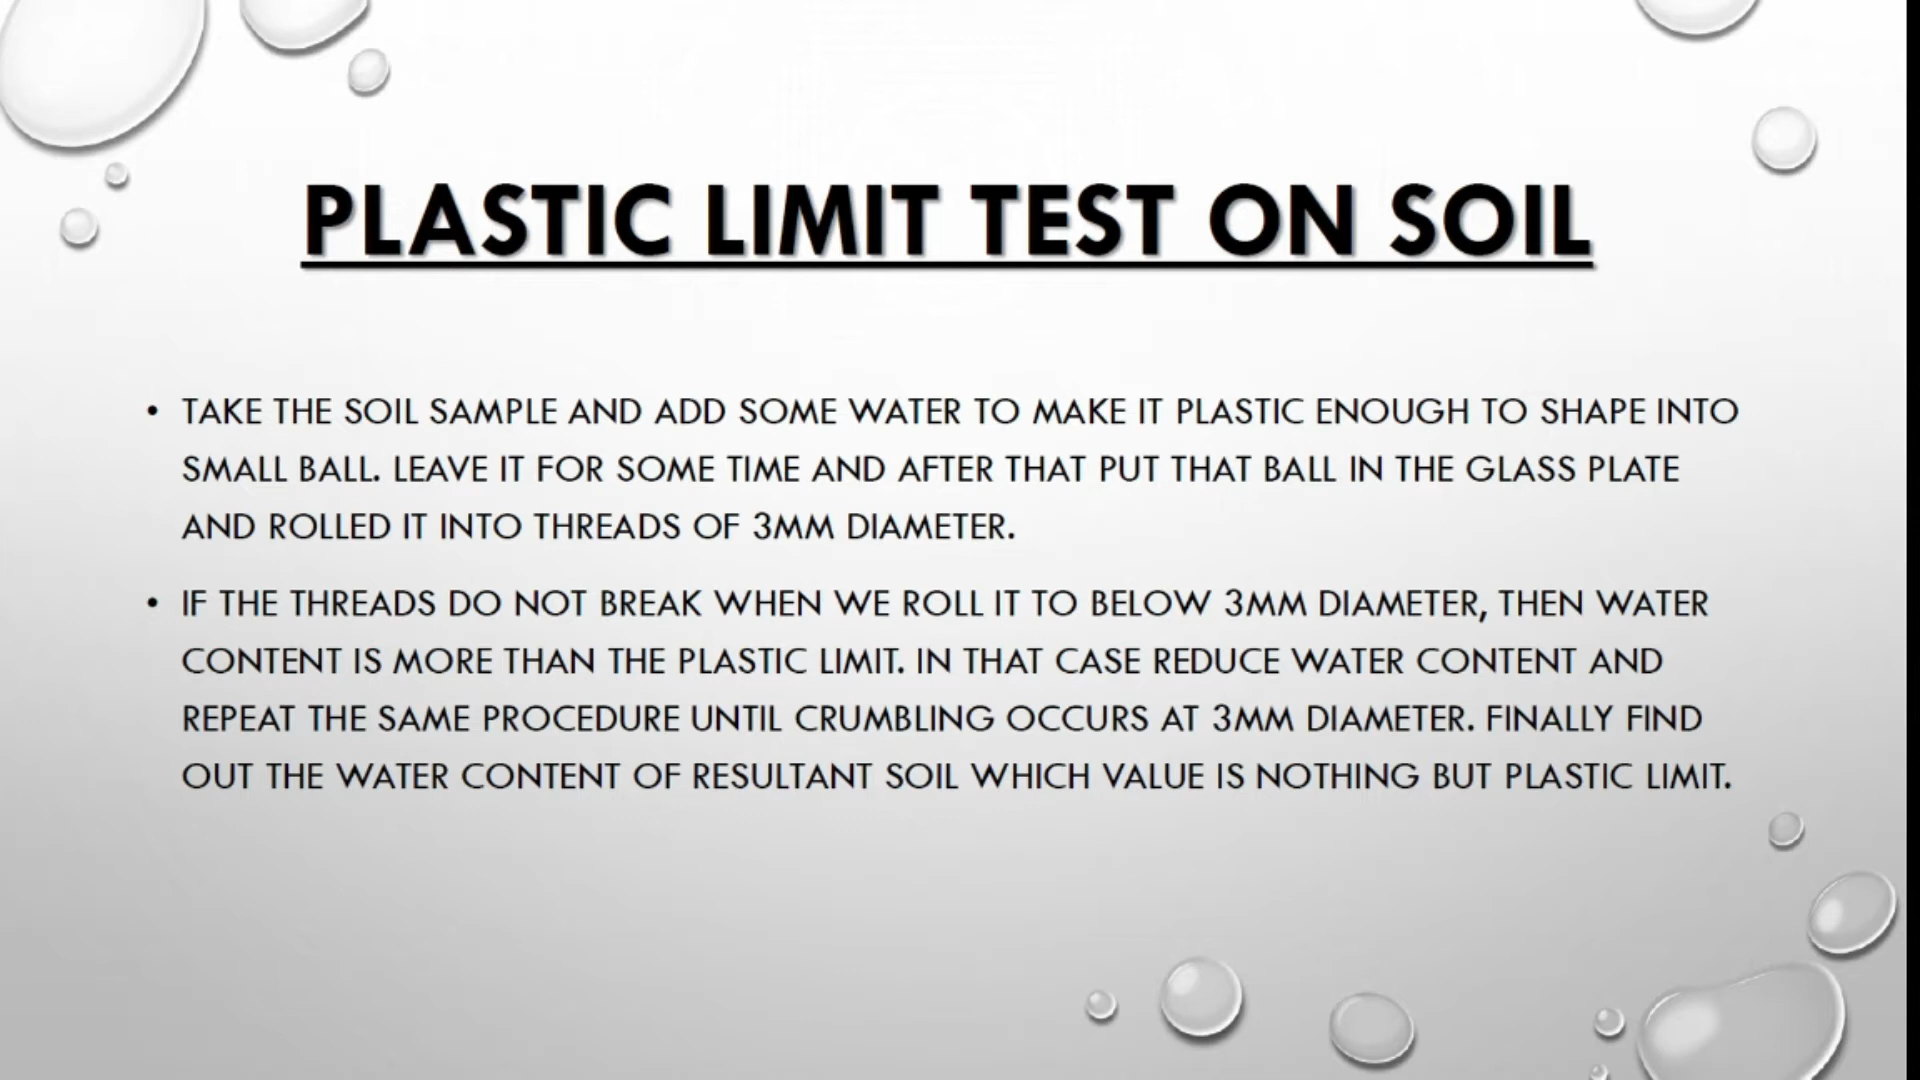 PLASTIC LIMIT TEST ON SOIL
• TAKE THE SOIL SAMPLE AND ADD SOME WATER TO MAKE IT PLASTIC ENOUGH TO SHAPE INTO
SMALL BALL. LEAVE IT FOR SOME TIME AND AFTER THAT PUT THAT BALL IN THE GLASS PLATE
AND ROLLED IT INTO THREADS OF 3MM DIAMETER.
• IF THE THREADS DO NOT BREAK WHEN WE ROLL IT TO BELOW 3MM DIAMETER, THEN WATER
CONTENT IS MORE THAN THE PLASTIC LIMIT. IN THAT CASE REDUCE WATER CONTENT AND
REPEAT THE SAME PROCEDURE UNTIL CRUMBLING OCCURS AT 3MM DIAMETER. FINALLY FIND
OUT THE WATER CONTENT OF RESULTANT SOIL WHICH VALUE IS NOTHING BUT PLASTIC LIMIT.